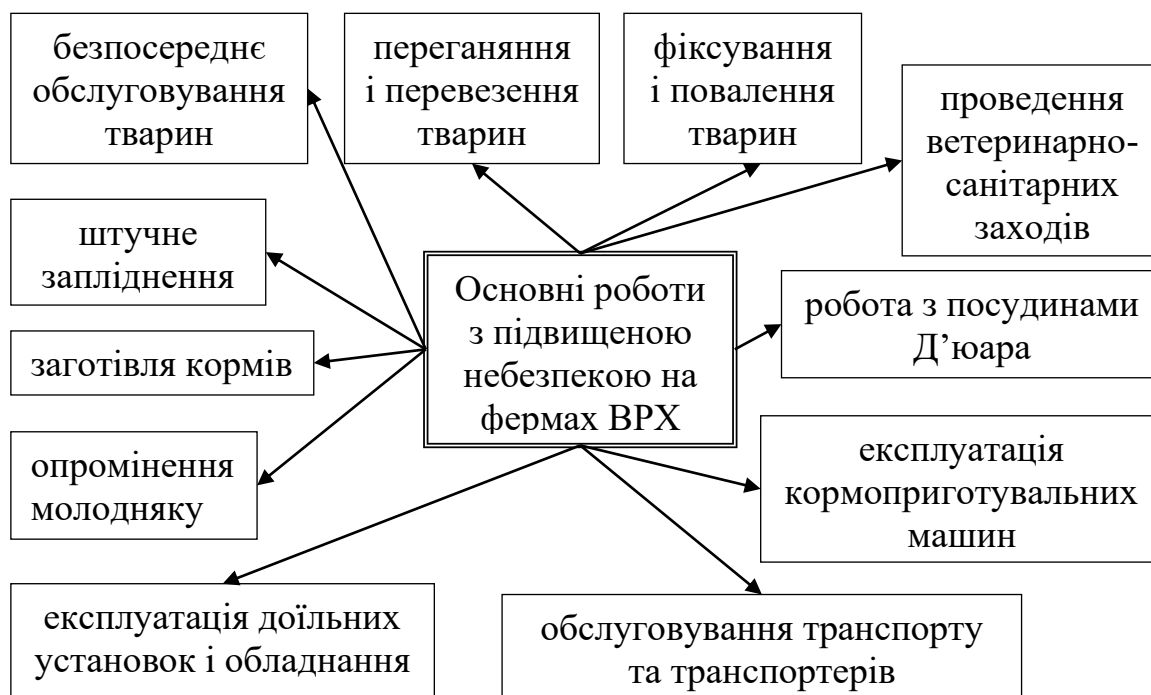 безпосереднє
обслуговування
тварин
переганяння
і перевезення
тварин
фіксування
і повалення
тварин
проведення
ветеринарно-
санітарних
заходів
штучне
запліднення
Основні роботи
з підвищеною
небезпекою на
фермах ВРХ
робота з посудинами
Д’юара
заготівля кормів
опромінення
молодняку
експлуатація
кормоприготувальних
машин
експлуатація доїльних
установок і обладнання
обслуговування транспорту
та транспортерів